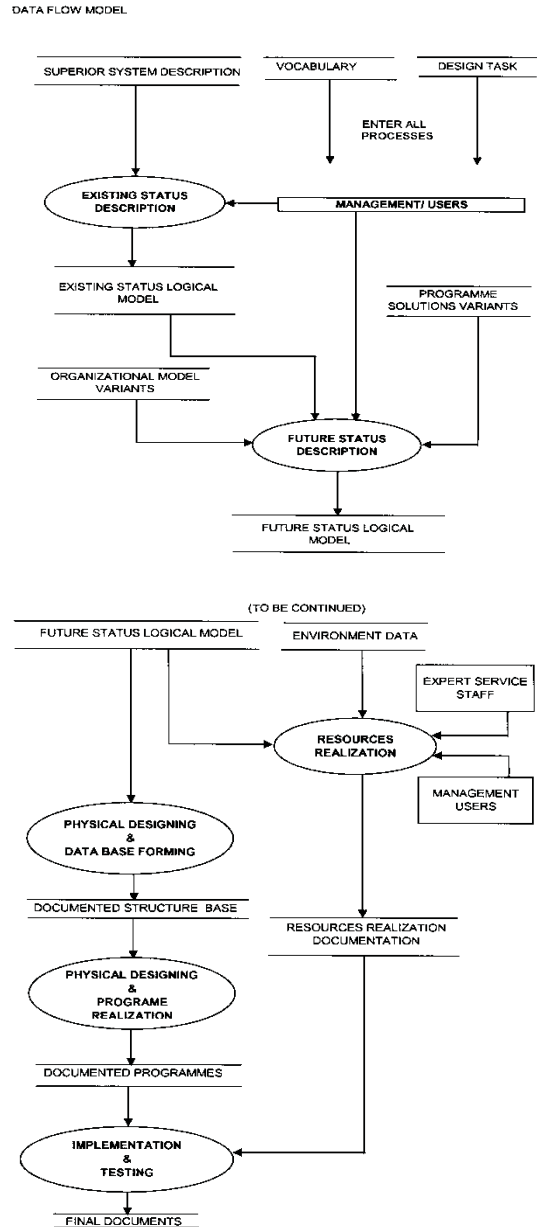 DATA FLOW MODEL
SUPERIOR SYSTEM DESCRIPTION
VOCABULARY
DESIGN TASK
ENTER ALL
PROCESSES
EXISTING STATUS
DESCRIPTION
MANAGEMENT/ USERS
EXISTING STATUS LOGICAL
MODEL
PROGRAMME
SOLUTIONS VARIANTS
ORGANIZATIONAL MODEL
VARIANTS
FUTURE STATUS
DESCRIPTION
FUTURE STATUS LOGICAL
MODEL
(TO BE CONTINUED)
FUTURE STATUS LOGICAL MODEL
ENVIRONMENT DATA
EXPERT SERVICE
STAFF
RESOURCES
REALIZATION
MANAGEMENT
USERS
PHYSICAL DESIGNING
&
DATA BASE FORMING
DOCUMENTED STRUCTURE BASE
RESOURCES REALIZATION
DOCUMENTATION
PHYSICAL DESIGNING
&
PROGRAME
REALIZATION
DOCUMENTED PROGRAMMES
IMPLEMENTATION
&
TESTING
FINAL DOCUMENTS